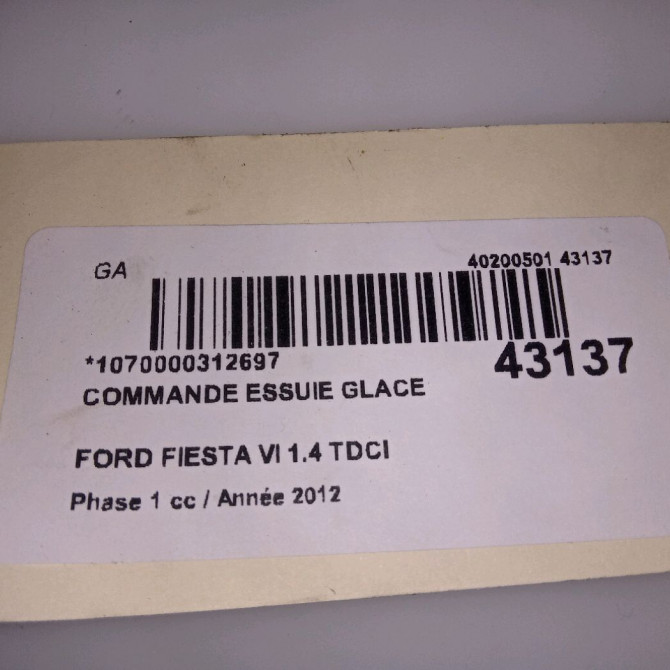 GA
40200501 43137
*1070000312697
43137
COMMANDE ESSUIE GLACE
FORD FIESTA VI 1.4 TDCI
Phase 1 cc / Année 2012